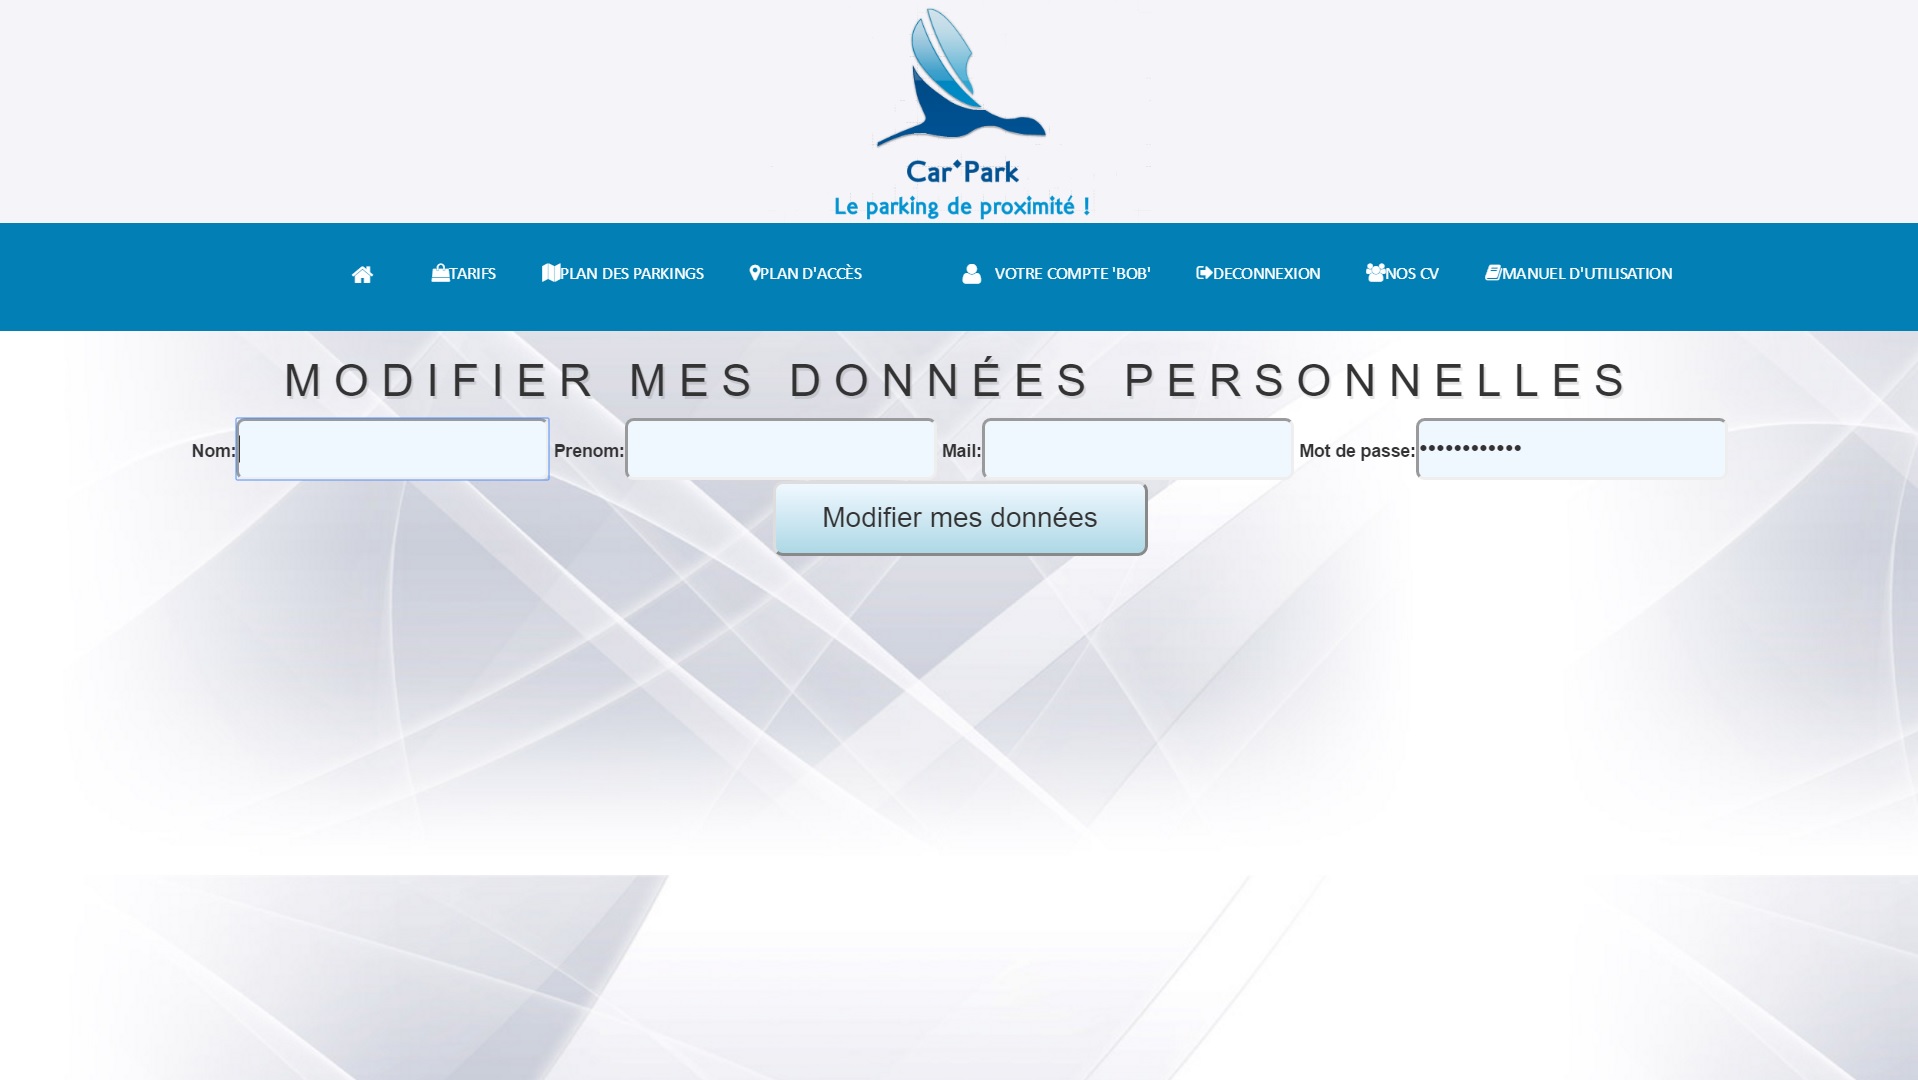 Car Park
Le parking de proximité !
TARIFS PLAN DES PARKINGS PLAN D'ACCÈS VOTRE COMPTE 'BOB' DECONNEXION NOS CV MANUEL D'UTILISATION
MODIFIER MES DONNÉES PERSONNELLES
Nom: Prenom: Mail: Mot de passe: ••••••••••••
Modifier mes données